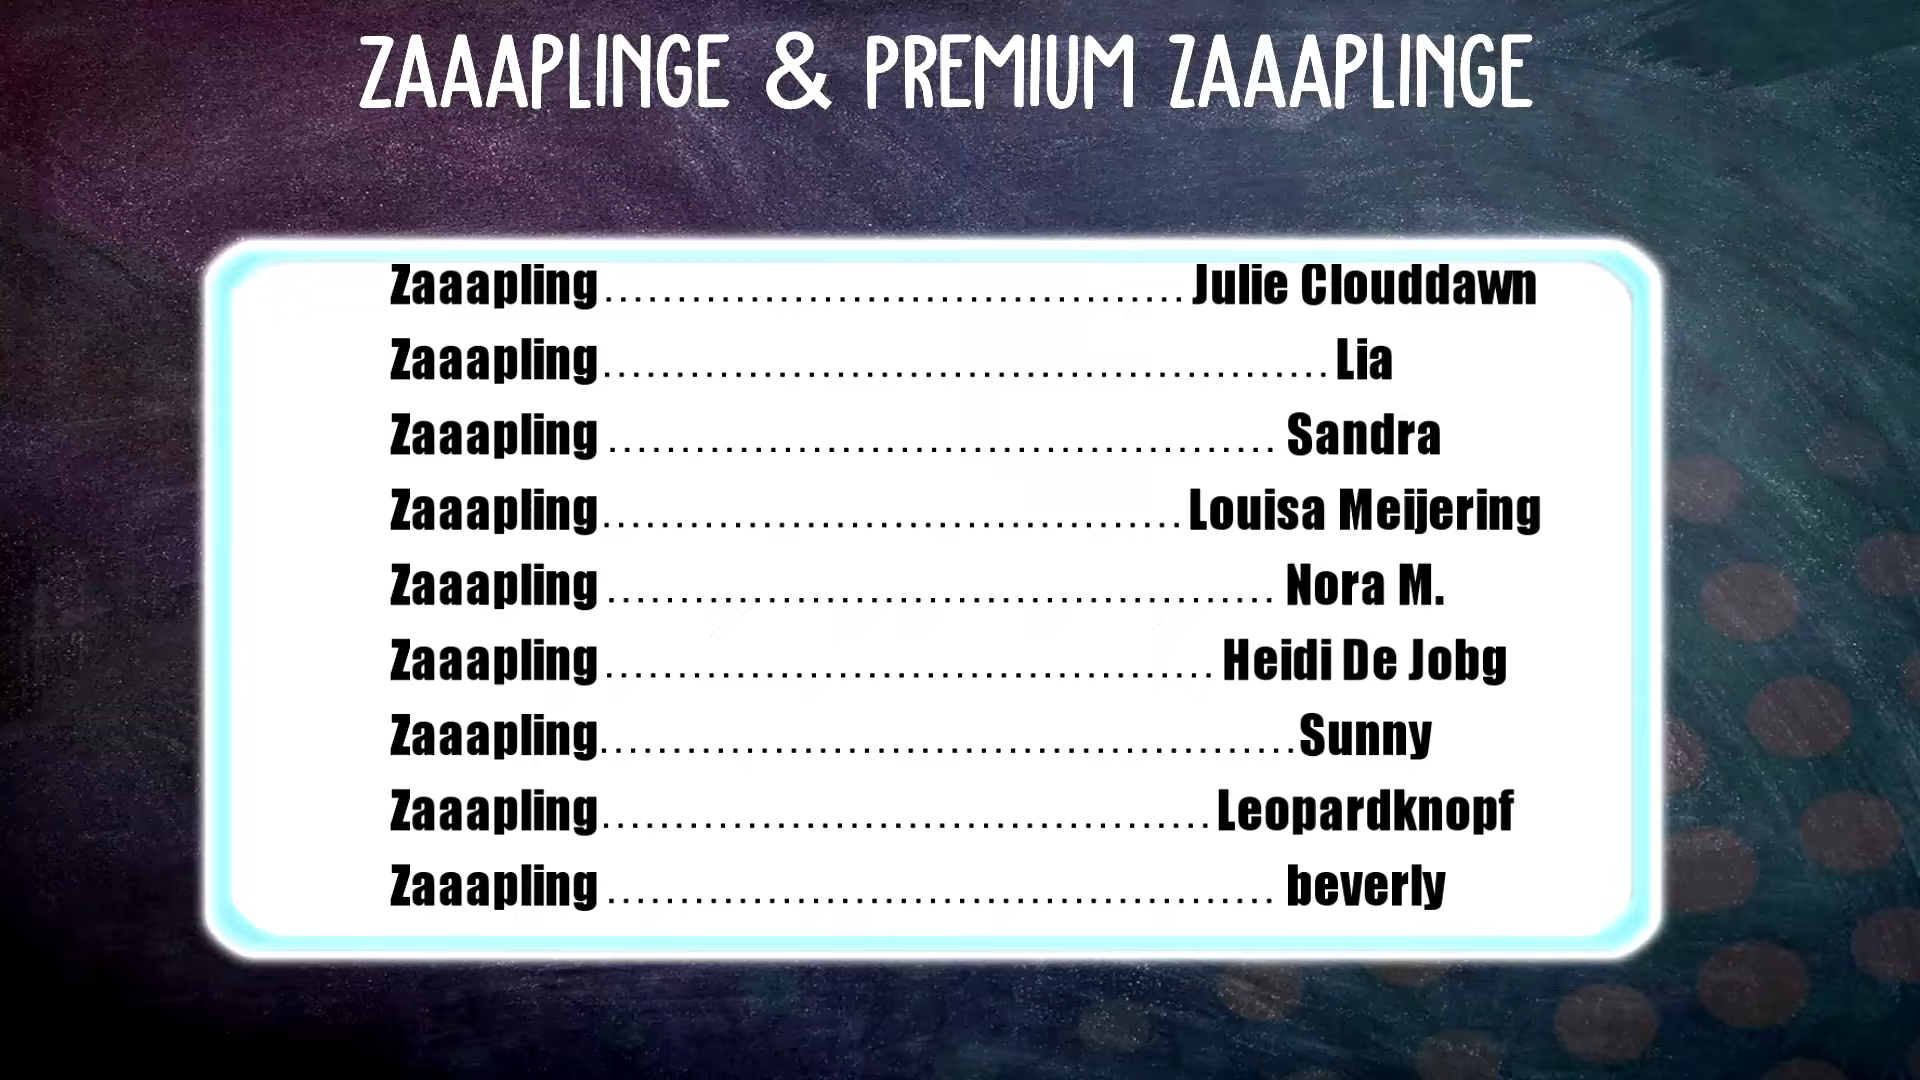 ZAAAPLINGE & PREMIUM ZAAAPLINGE
Zaaapling........................................Julie Clouddawn
Zaaapling..................................................Lia
Zaaapling .............................................. Sandra
Zaaapling........................................Louisa Meijering
Zaaapling .............................................. Nora M.
Zaaapling.......................................... Heidi De Jobg
Zaaapling................................................Sunny
Zaaapling..........................................Leopardknopf
Zaaapling .............................................. beverly